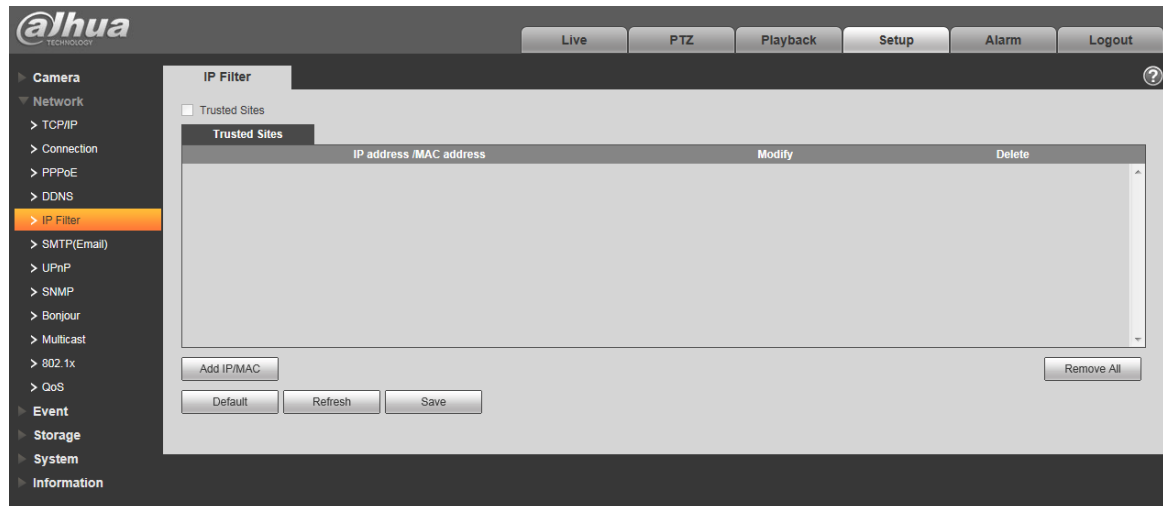 alhua
TECHNOLOGY
Live PTZ Playback Setup Alarm Logout
Camera
Network
> TCP/IP
> Connection
> PPPoE
> DDNS
> IP Filter
> SMTP(Email)
> UPnP
> SNMP
> Bonjour
> Multicast
> 802.1x
> QoS
Event
Storage
System
Information
IP Filter
?
Trusted Sites
Trusted Sites
IP address /MAC address Modify Delete
Add IP/MAC Remove All
Default Refresh Save